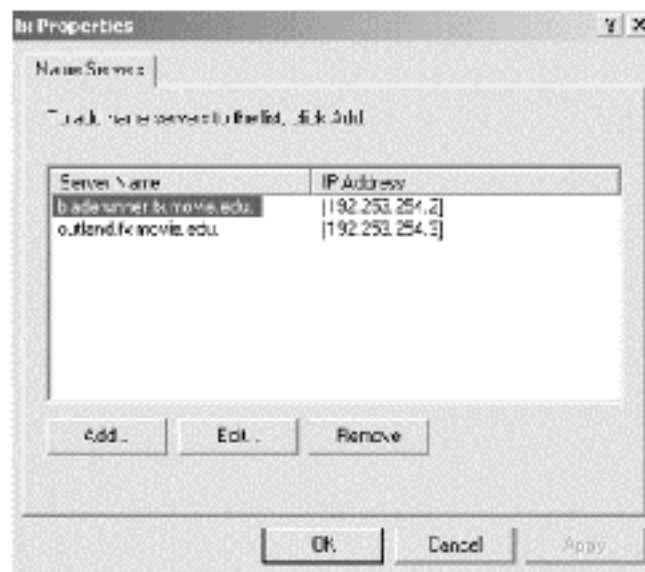 fx Properties
Name Servers
To add name servers to the list, click Add.
Server Name IP Address
bladerunner.fx.movie.edu. [192.253.254.2]
outland.fx.movie.edu. [192.253.254.3]
Add... Edit... Remove
OK Cancel Apply